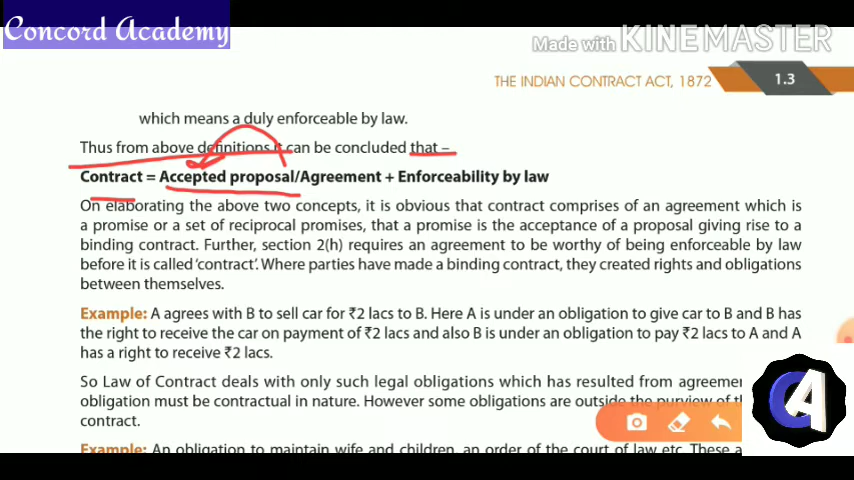 Concord Academy
Made with KINEMASTER
THE INDIAN CONTRACT ACT, 1872 1.3
which means a duly enforceable by law.
Thus from above definitions it can be concluded that –
Contract = Accepted proposal/Agreement + Enforceability by law
On elaborating the above two concepts, it is obvious that contract comprises of an agreement which is
a promise or a set of reciprocal promises, that a promise is the acceptance of a proposal giving rise to a
binding contract. Further, section 2(h) requires an agreement to be worthy of being enforceable by law
before it is called ‘contract’. Where parties have made a binding contract, they created rights and obligations
between themselves.
Example: A agrees with B to sell car for ₹2 lacs to B. Here A is under an obligation to give car to B and B has
the right to receive the car on payment of ₹2 lacs and also B is under an obligation to pay ₹2 lacs to A and A
has a right to receive ₹2 lacs.
So Law of Contract deals with only such legal obligations which has resulted from
obligation must be contractual in nature. However some obligations are outside the purview of
contract.
Example: An obligation to maintain wife and children, an order of the court of law etc. These
CA